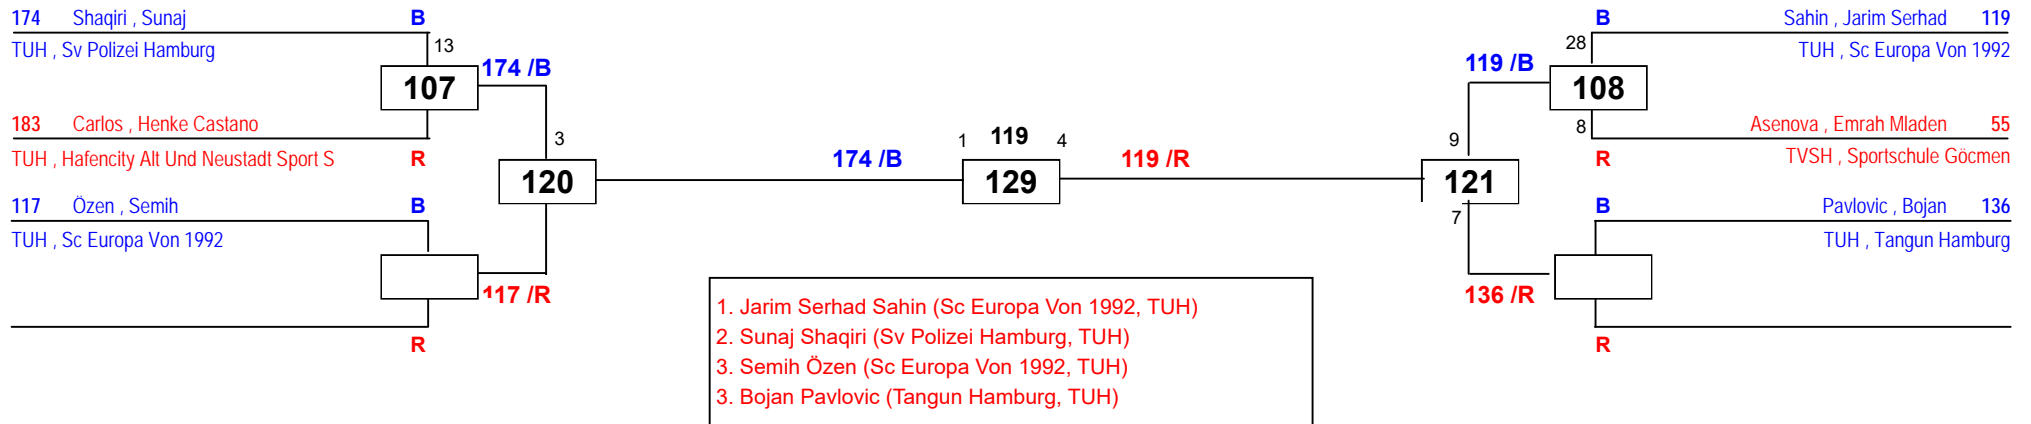 174 Shaqiri , Sunaj B
TUH , Sv Polizei Hamburg
13
107
174 /B
183 Carlos , Henke Castano
TUH , Hafencity Alt Und Neustadt Sport S R
3
120
174 /B
117 Özen , Semih B
TUH , Sc Europa Von 1992
117 /R
R
1 119 4
129
119 /R
B Sahin , Jarim Serhad 119
28 TUH , Sc Europa Von 1992
119 /B
108
8 Asenova , Emrah Mladen 55
R TVSH , Sportschule Göcmen
9
121
7
B Pavlovic , Bojan 136
TUH , Tangun Hamburg
136 /R
R
1. Jarim Serhad Sahin (Sc Europa Von 1992, TUH)
2. Sunaj Shaqiri (Sv Polizei Hamburg, TUH)
3. Semih Özen (Sc Europa Von 1992, TUH)
3. Bojan Pavlovic (Tangun Hamburg, TUH)